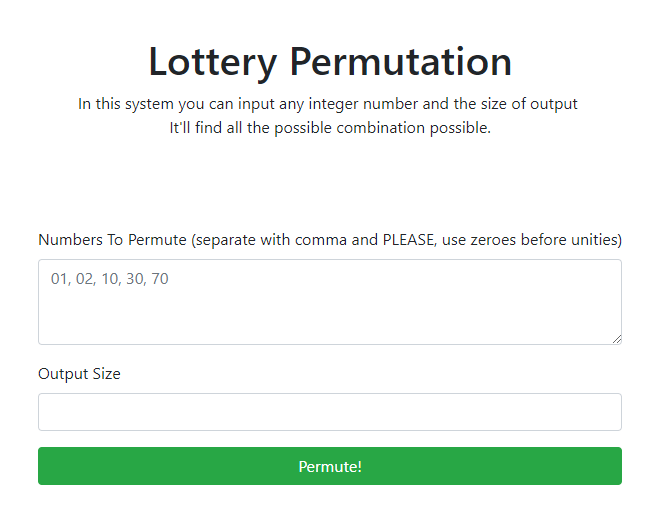 Lottery Permutation
In this system you can input any integer number and the size of output
It'll find all the possible combination possible.
Numbers To Permute (separate with comma and PLEASE, use zeroes before unities)
01, 02, 10, 30, 70
Output Size
Permute!